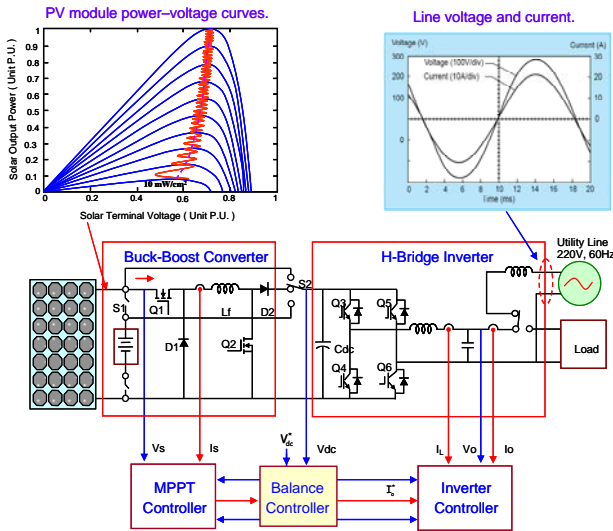 PV module power–voltage curves.
Line voltage and current.
Solar Output Power ( Unit P.U. )
1
0.9
0.8
0.7
0.6
0.5
0.4
0.3
0.2
0.1
0
10 mW/cm²
0 0.2 0.4 0.6 0.8 1
Solar Terminal Voltage ( Unit P.U. )
Voltage (V)
Current (A)
300
200
100
0
30
20
10
0
Voltage (100V/div)
Current (10A/div)
0 2 4 6 8 10 12 14 16 18 20
Time (ms)
Buck-Boost Converter
H-Bridge Inverter
Utility Line
220V, 60Hz
S1
Q1
Lf
D2
S2
D1
Q2
Cdc
Q3
Q5
Q4
Q6
Load
Vs
Is
V*dc
Vdc
IL
Vo
Io
MPPT
Controller
Balance
Controller
I*o
Inverter
Controller